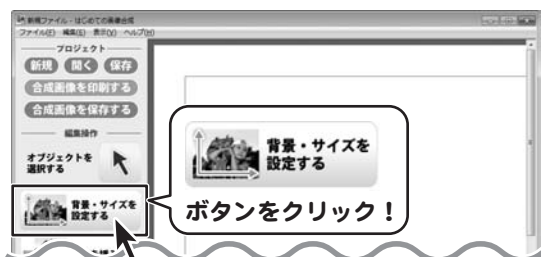 新規ファイル - はじめての画像合成
ファイル(F) 編集(E) 表示(V) ヘルプ(H)
プロジェクト
新規 開く 保存
合成画像を印刷する
合成画像を保存する
編集操作
オブジェクトを
選択する
背景・サイズを
設定する
背景・サイズを
設定する
ボタンをクリック!